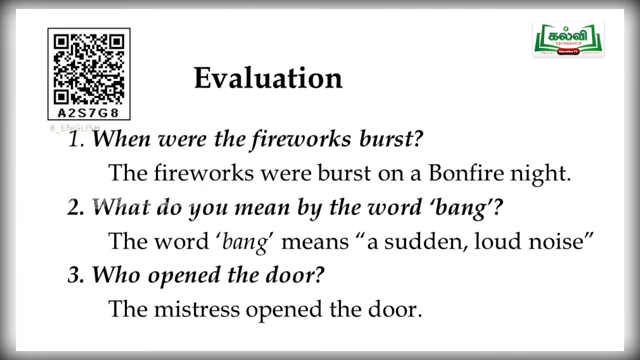 கல்வி
Evaluation
A2S7G8
6_ENGLISH
1. When were the fireworks burst?
The fireworks were burst on a Bonfire night.
2. What do you mean by the word ‘bang’?
The word ‘bang’ means “a sudden, loud noise”
3. Who opened the door?
The mistress opened the door.